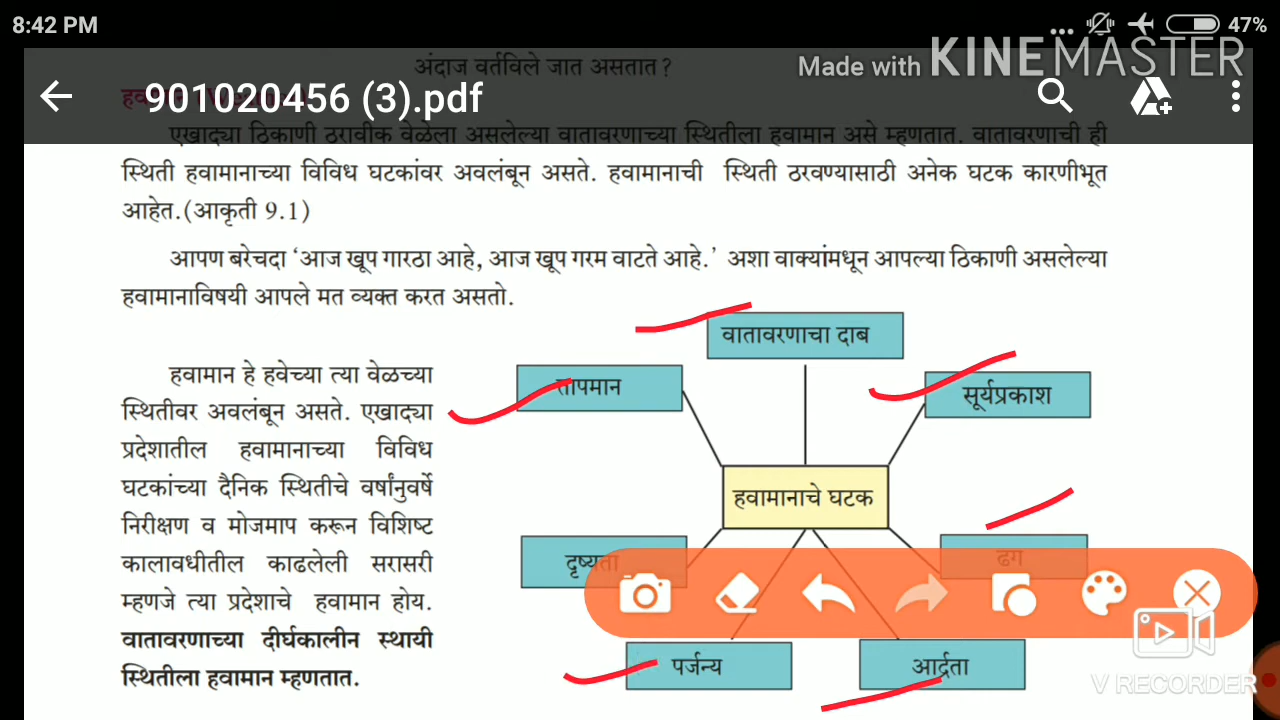 8:42 PM
47%
अंदाज वर्तविले जात असतात ?
Made with KINEMASTER
901020456 (3).pdf
एखाद्या ठिकाणी ठरावीक वेळेला असलेल्या वातावरणाच्या स्थितीला हवामान असे म्हणतात. वातावरणाची ही
स्थिती हवामानाच्या विविध घटकांवर अवलंबून असते. हवामानाची स्थिती ठरवण्यासाठी अनेक घटक कारणीभूत
आहेत.(आकृती 9.1)
आपण बरेचदा ‘आज खूप गारठा आहे, आज खूप गरम वाटते आहे.’ अशा वाक्यांमधून आपल्या ठिकाणी असलेल्या
हवामानाविषयी आपले मत व्यक्त करत असतो.
हवामान हे हवेच्या त्या वेळच्या
स्थितीवर अवलंबून असते. एखाद्या
प्रदेशातील हवामानाच्या विविध
घटकांच्या दैनिक स्थितीचे वर्षांनुवर्षे
निरीक्षण व मोजमाप करून विशिष्ट
कालावधीतील काढलेली सरासरी
म्हणजे त्या प्रदेशाचे हवामान होय.
वातावरणाच्या दीर्घकालीन स्थायी
स्थितीला हवामान म्हणतात.
वातावरणाचा दाब
तापमान
सूर्यप्रकाश
हवामानाचे घटक
दृष्यता
ढग
पर्जन्य
आर्द्रता
V RECORDER